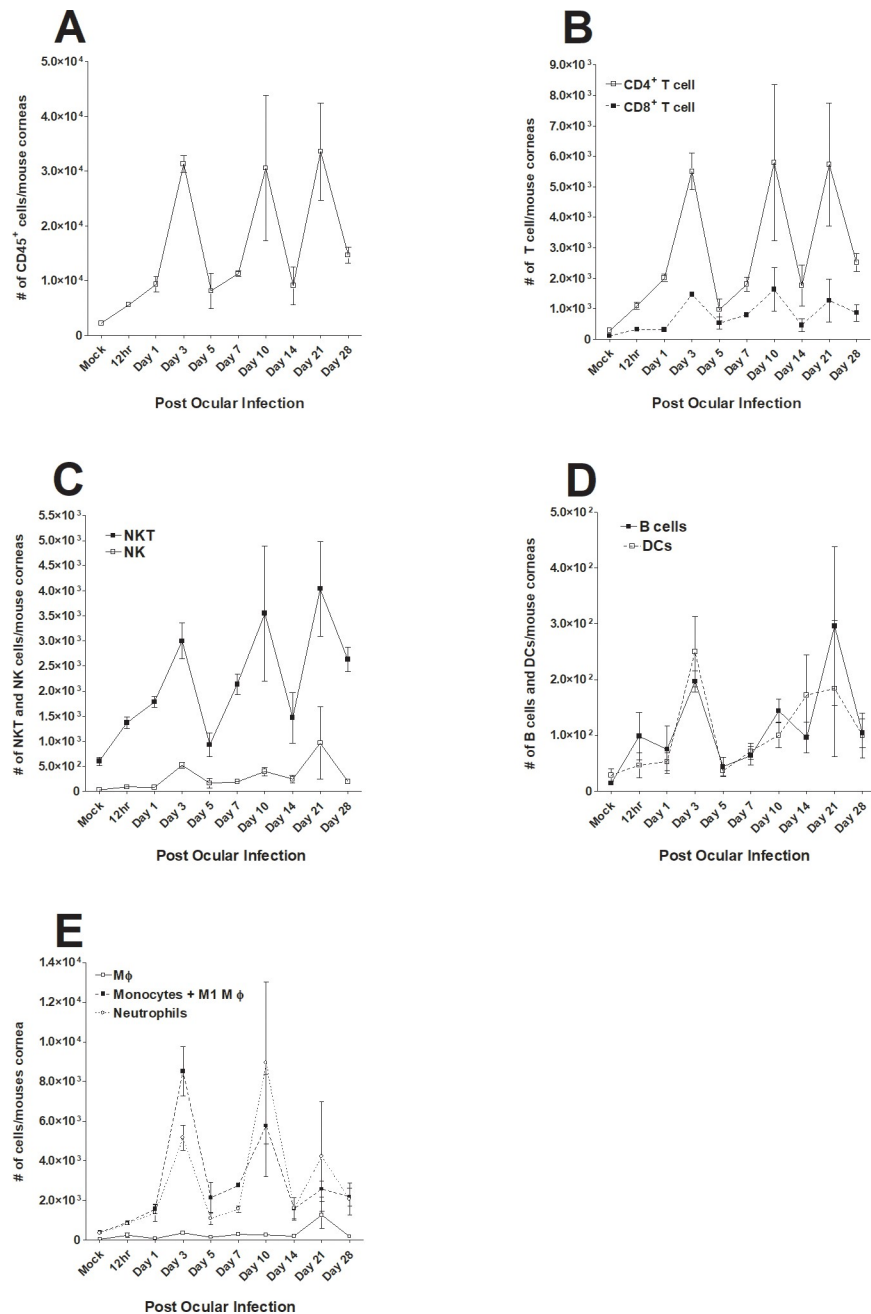 A
# of CD45⁺ cells/mouse corneas
5.0×10⁴
4.0×10⁴
3.0×10⁴
2.0×10⁴
1.0×10⁴
0
Mock 12hr Day 1 Day 3 Day 5 Day 7 Day 10 Day 14 Day 21 Day 28
Post Ocular Infection
B
# of T cell/mouse corneas
9.0×10³
8.0×10³
7.0×10³
6.0×10³
5.0×10³
4.0×10³
3.0×10³
2.0×10³
1.0×10³
0
CD4⁺ T cell
CD8⁺ T cell
Mock 12hr Day 1 Day 3 Day 5 Day 7 Day 10 Day 14 Day 21 Day 28
Post Ocular Infection
C
# of NKT and NK cells/mouse corneas
5.5×10³
5.0×10³
4.5×10³
4.0×10³
3.5×10³
3.0×10³
2.5×10³
2.0×10³
1.5×10³
1.0×10³
5.0×10²
0
NKT
NK
Mock 12hr Day 1 Day 3 Day 5 Day 7 Day 10 Day 14 Day 21 Day 28
Post Ocular Infection
D
# of B cells and DCs/mouse corneas
5.0×10²
4.0×10²
3.0×10²
2.0×10²
1.0×10²
0
B cells
DCs
Mock 12hr Day 1 Day 3 Day 5 Day 7 Day 10 Day 14 Day 21 Day 28
Post Ocular Infection
E
# of cells/mouses cornea
1.4×10⁴
1.2×10⁴
1.0×10⁴
8.0×10³
6.0×10³
4.0×10³
2.0×10³
0
Mϕ
Monocytes + M1 M ϕ
Neutrophils
Mock 12hr Day 1 Day 3 Day 5 Day 7 Day 10 Day 14 Day 21 Day 28
Post Ocular Infection